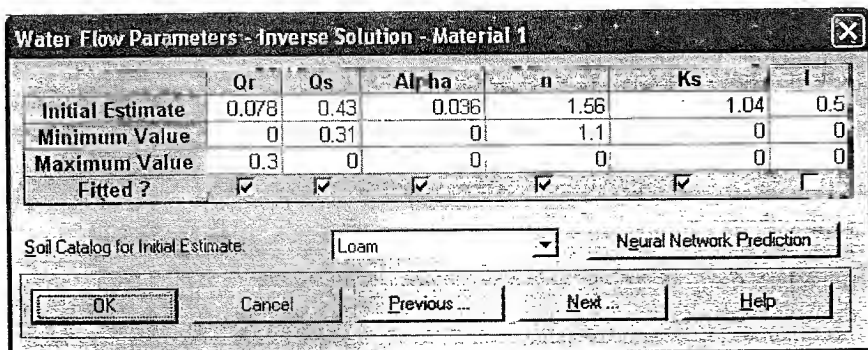 Water Flow Parameters - Inverse Solution - Material 1
Qr Qs Alpha n Ks l
Initial Estimate 0.078 0.43 0.036 1.56 1.04 0.5
Minimum Value 0 0.31 0 1.1 0 0
Maximum Value 0.3 0 0 0 0 0
Fitted ?
Soil Catalog for Initial Estimate: Loam Neural Network Prediction
OK Cancel Previous ... Next ... Help